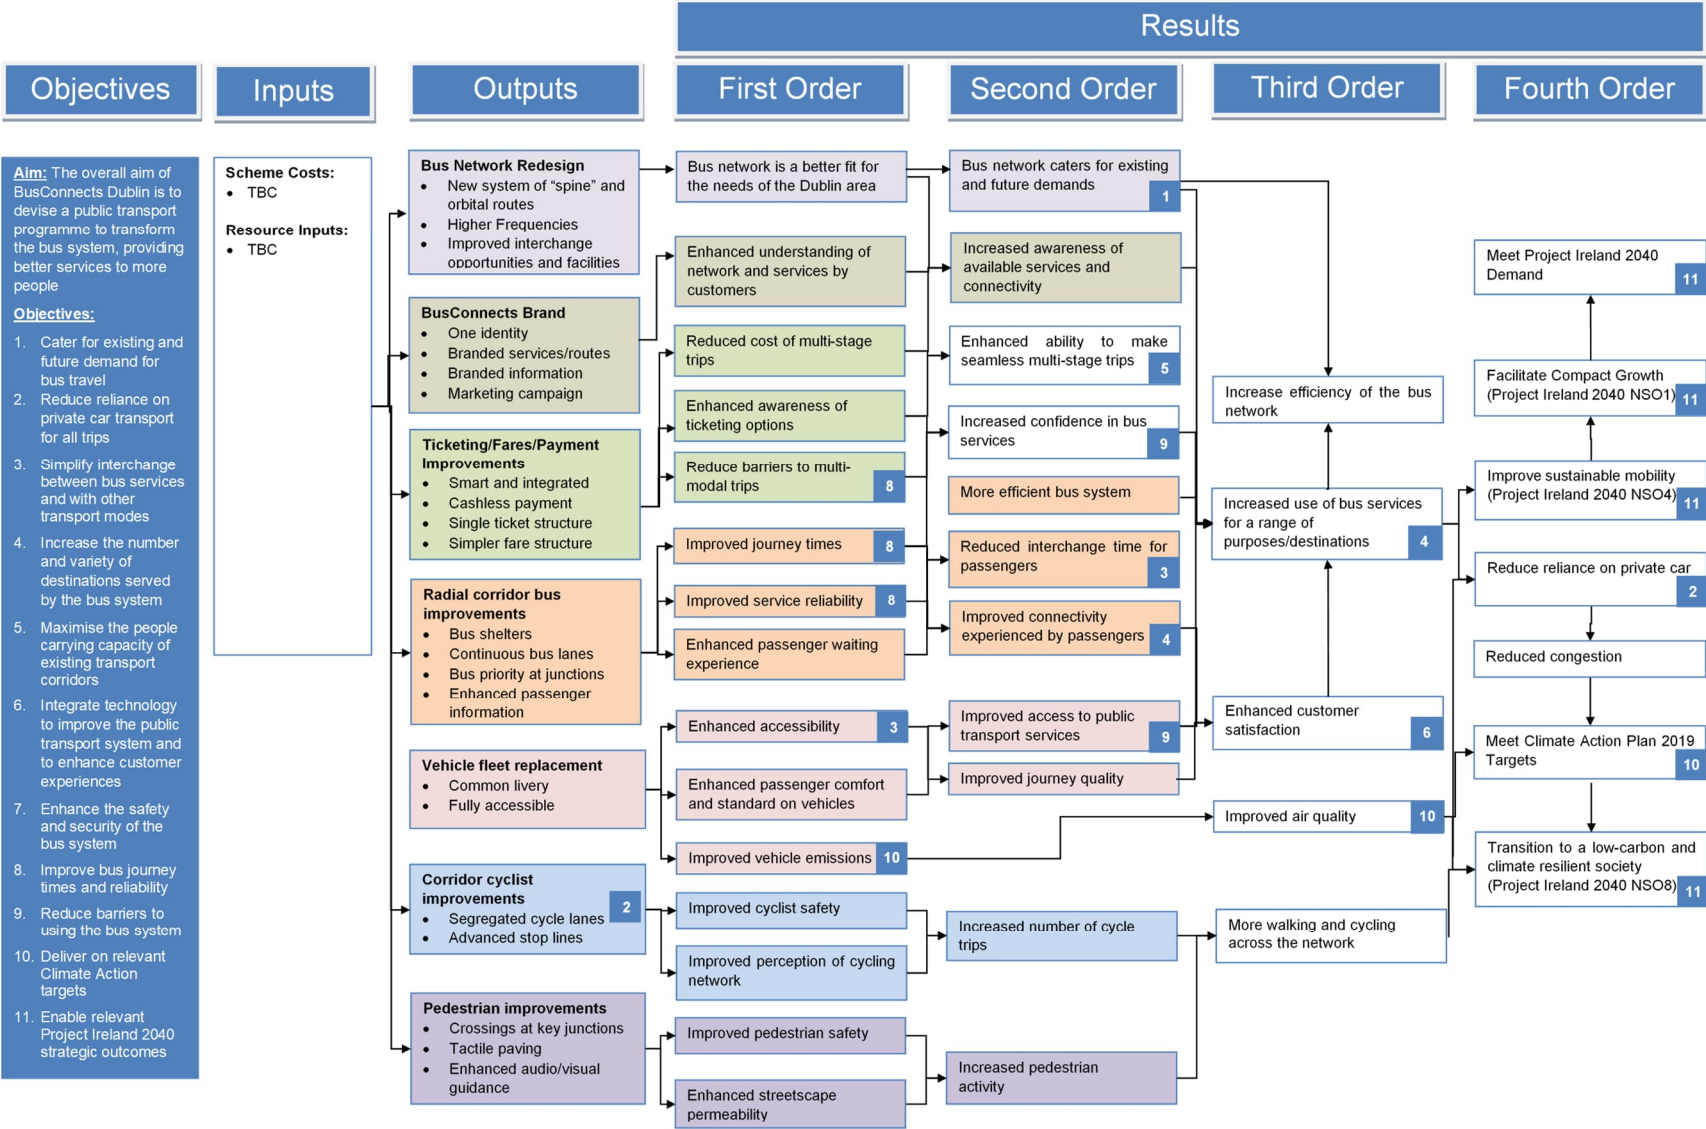 Results
Objectives
Inputs
Outputs
First Order
Second Order
Third Order
Fourth Order
Aim: The overall aim of
BusConnects Dublin is to
devise a public transport
programme to transform
the bus system, providing
better services to more
people
Objectives:
1. Cater for existing and
future demand for
bus travel
2. Reduce reliance on
private car transport
for all trips
3. Simplify interchange
between bus services
and with other
transport modes
4. Increase the number
and variety of
destinations served
by the bus system
5. Maximise the people
carrying capacity of
existing transport
corridors
6. Integrate technology
to improve the public
transport system and
to enhance customer
experiences
7. Enhance the safety
and security of the
bus system
8. Improve bus journey
times and reliability
9. Reduce barriers to
using the bus system
10. Deliver on relevant
Climate Action
targets
11. Enable relevant
Project Ireland 2040
strategic outcomes
Scheme Costs:
• TBC
Resource Inputs:
• TBC
Bus Network Redesign
• New system of “spine” and
orbital routes
• Higher Frequencies
• Improved interchange
opportunities and facilities
BusConnects Brand
• One identity
• Branded services/routes
• Branded information
• Marketing campaign
Ticketing/Fares/Payment
Improvements
• Smart and integrated
• Cashless payment
• Single ticket structure
• Simpler fare structure
Radial corridor bus
improvements
• Bus shelters
• Continuous bus lanes
• Bus priority at junctions
• Enhanced passenger
information
Vehicle fleet replacement
• Common livery
• Fully accessible
Corridor cyclist
improvements
• Segregated cycle lanes
• Advanced stop lines
2
Pedestrian improvements
• Crossings at key junctions
• Tactile paving
• Enhanced audio/visual
guidance
Bus network is a better fit for
the needs of the Dublin area
Enhanced understanding of
network and services by
customers
Reduced cost of multi-stage
trips
Enhanced awareness of
ticketing options
Reduce barriers to multi-
modal trips
8
Improved journey times
8
Improved service reliability
8
Enhanced passenger waiting
experience
Enhanced accessibility
3
Enhanced passenger comfort
and standard on vehicles
Improved vehicle emissions
10
Improved cyclist safety
Improved perception of cycling
network
Improved pedestrian safety
Enhanced streetscape
permeability
Bus network caters for existing
and future demands
1
Increased awareness of
available services and
connectivity
Enhanced ability to make
seamless multi-stage trips
5
Increased confidence in bus
services
9
More efficient bus system
Reduced interchange time for
passengers
3
Improved connectivity
experienced by passengers
4
Improved access to public
transport services
9
Improved journey quality
Increased number of cycle
trips
Increased pedestrian
activity
Increase efficiency of the bus
network
Increased use of bus services
for a range of
purposes/destinations
4
Enhanced customer
satisfaction
6
Improved air quality
10
More walking and cycling
across the network
Meet Project Ireland 2040
Demand
11
Facilitate Compact Growth
(Project Ireland 2040 NSO1)
11
Improve sustainable mobility
(Project Ireland 2040 NSO4)
11
Reduce reliance on private car
2
Reduced congestion
Meet Climate Action Plan 2019
Targets
10
Transition to a low-carbon and
climate resilient society
(Project Ireland 2040 NSO8)
11